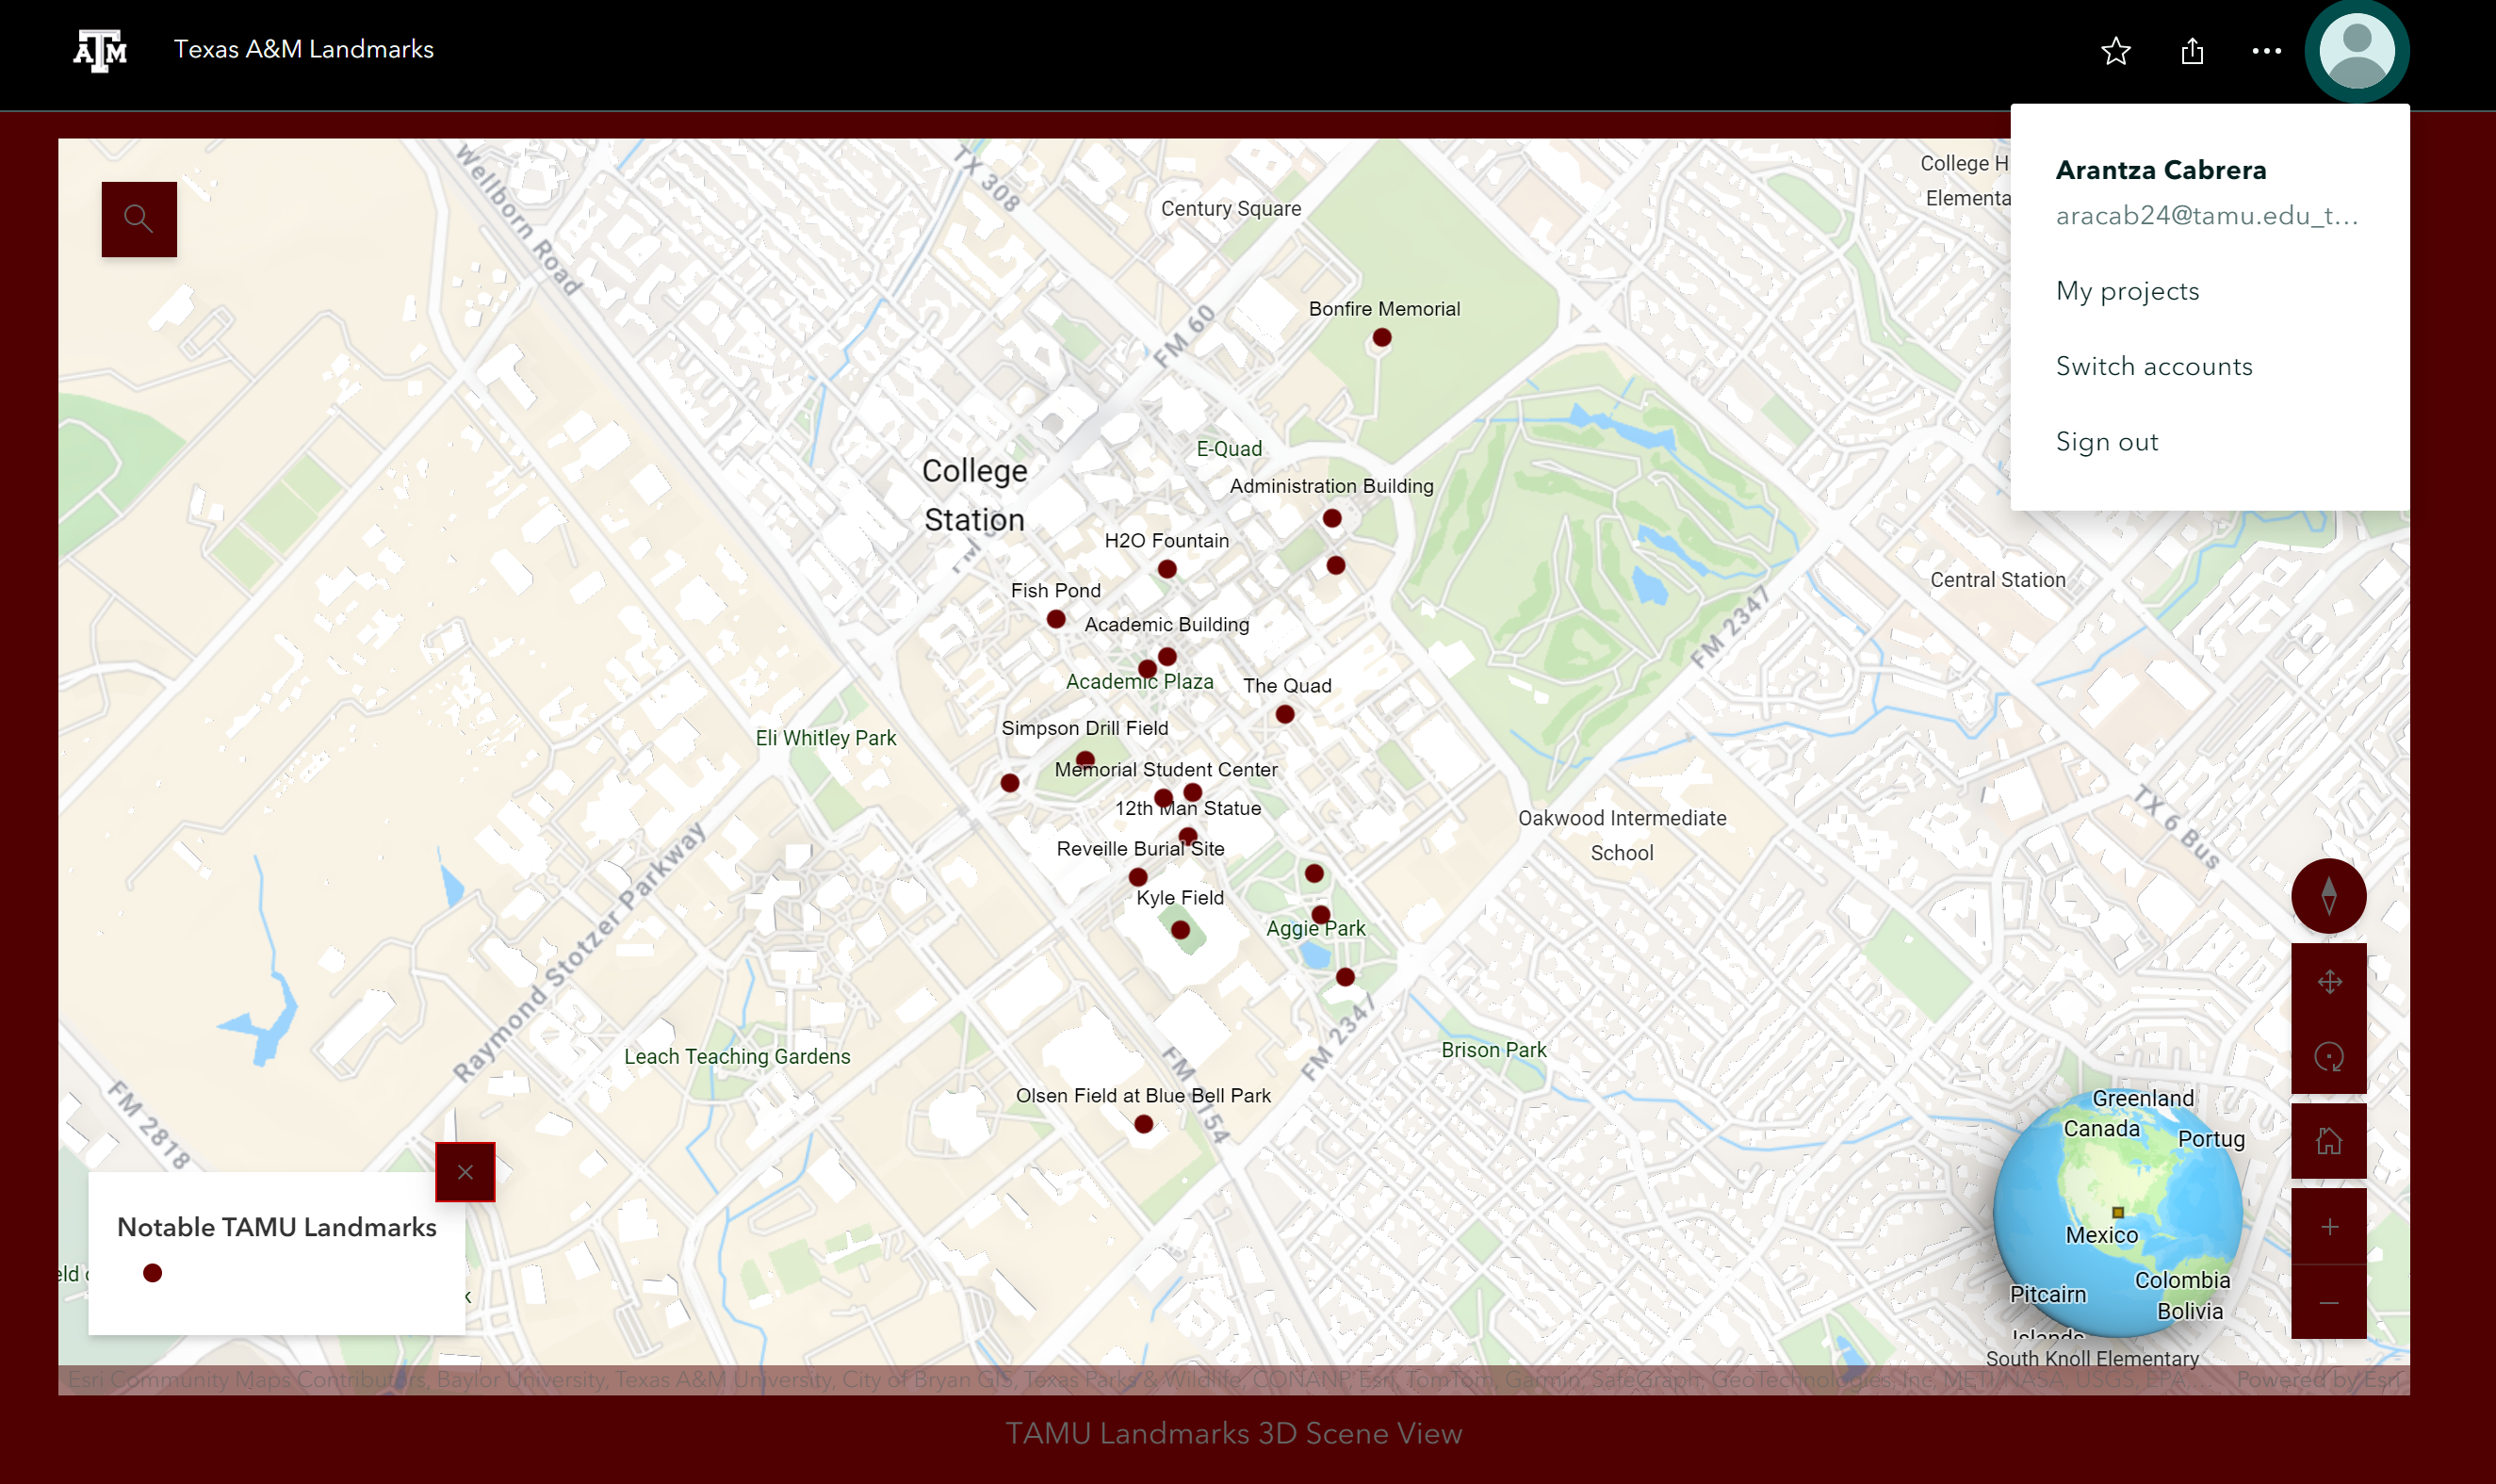 ATM
Texas A&M Landmarks
Arantza Cabrera
aracab24@tamu.edu_t...
My projects
Switch accounts
Sign out
Wellborn Road
TX 308
Century Square
College H
Elementa
Bonfire Memorial
FM 60
E-Quad
College
Station
Administration Building
H2O Fountain
Fish Pond
Central Station
Academic Building
FM 2347
Academic Plaza
The Quad
Simpson Drill Field
Eli Whitley Park
Memorial Student Center
12th Man Statue
TX 6 Bus
Oakwood Intermediate
School
Reveille Burial Site
Kyle Field
Raymond Stotzer Parkway
Aggie Park
FM 2347
Leach Teaching Gardens
Brison Park
FM 2818
Olsen Field at Blue Bell Park
Greenland
Canada
Portug
Mexico
Colombia
Pitcairn
Bolivia
Islands
South Knoll Elementary
Notable TAMU Landmarks
Esri Community Maps Contributors, Baylor University, Texas A&M University, City of Bryan GIS, Texas Parks & Wildlife, CONANP, Esri, TomTom, Garmin, SafeGraph, GeoTechnologies, Inc, METI/NASA, USGS, EPA,...
Powered by Esri
TAMU Landmarks 3D Scene View